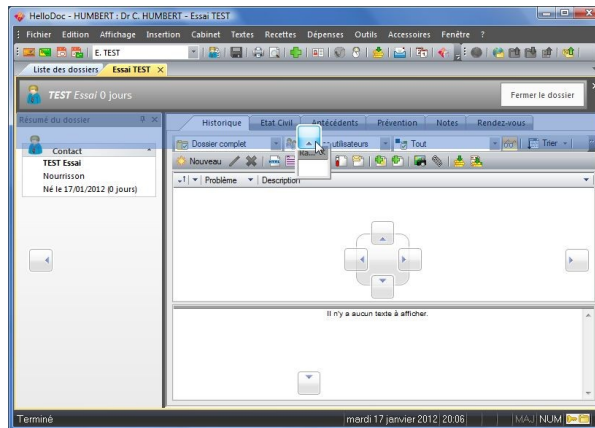 HelloDoc - HUMBERT : Dr C. HUMBERT - Essai TEST
Fichier Edition Affichage Insertion Cabinet Textes Recettes Dépenses Outils Accessoires Fenêtre ?
E. TEST
Liste des dossiers Essai TEST
TEST Essai 0 jours
Fermer le dossier
Résumé du dossier
Historique Etat Civil Antécédents Prévention Notes Rendez-vous
Dossier complet utilisateurs Tout Trier
Contact
TEST Essai
Nourrisson
Né le 17/01/2012 (0 jours)
Nouveau
Problème Description
Il n'y a aucun texte à afficher.
Terminé
mardi 17 janvier 2012 20:06 MAJ NUM